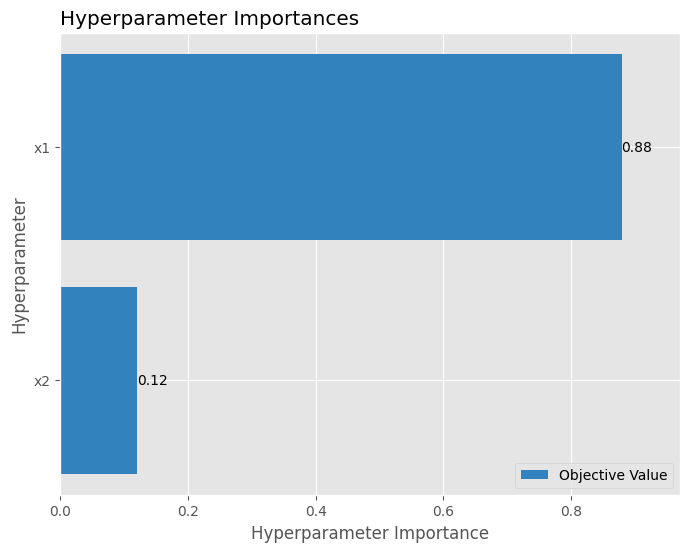 Hyperparameter Importances
x1
0.88
Hyperparameter
x2
0.12
Objective Value
0.0 0.2 0.4 0.6 0.8
Hyperparameter Importance